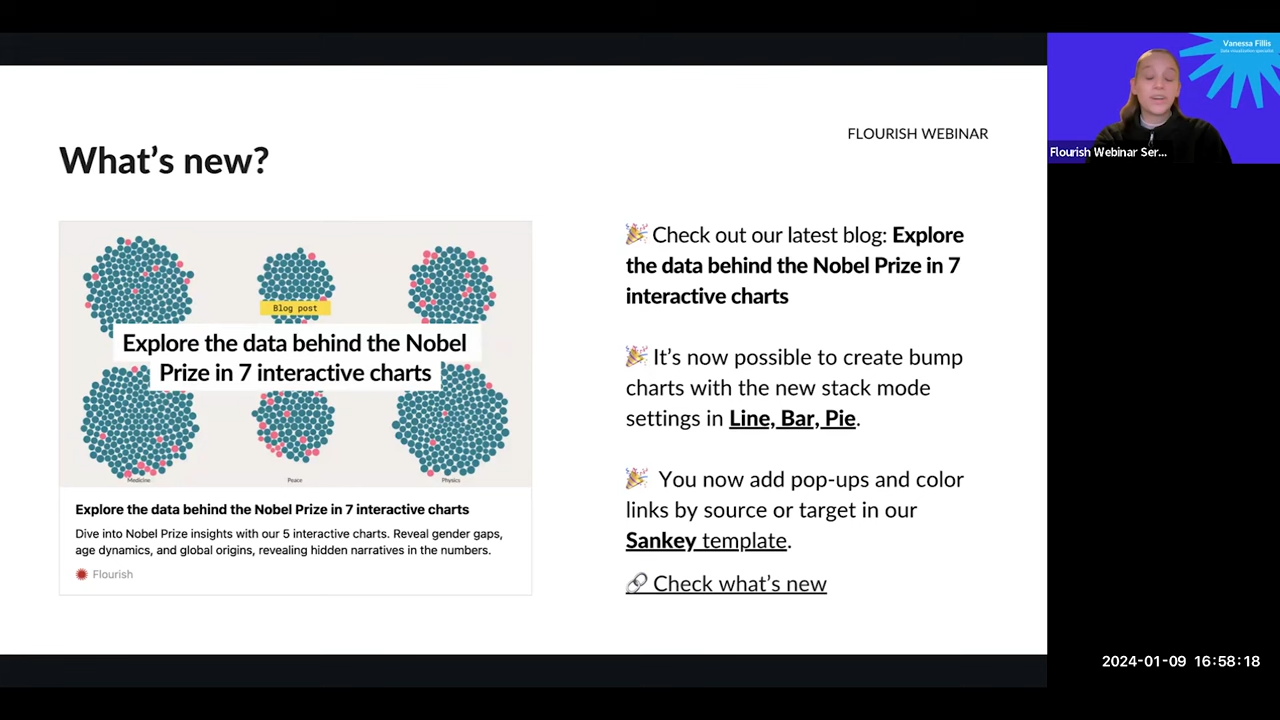 FLOURISH WEBINAR
What's new?
Blog post
Explore the data behind the Nobel
Prize in 7 interactive charts
Medicine
Peace
Physics
Explore the data behind the Nobel Prize in 7 interactive charts
Dive into Nobel Prize insights with our 5 interactive charts. Reveal gender gaps,
age dynamics, and global origins, revealing hidden narratives in the numbers.
Flourish
🎉 Check out our latest blog: Explore
the data behind the Nobel Prize in 7
interactive charts
🎉 It's now possible to create bump
charts with the new stack mode
settings in Line, Bar, Pie.
🎉 You now add pop-ups and color
links by source or target in our
Sankey template.
🔗 Check what's new
Vanessa Fillis
Data visualization specialist
Flourish Webinar Ser...
2024-01-09 16:58:18